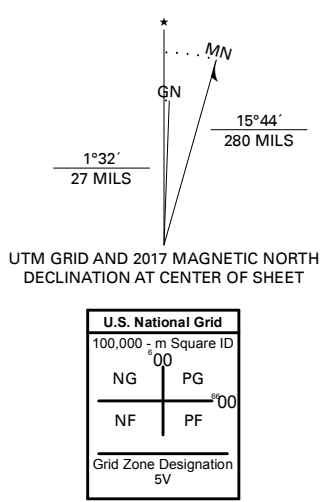 ★
MN
GN
15°44´
280 MILS
1°32´
27 MILS
UTM GRID AND 2017 MAGNETIC NORTH
DECLINATION AT CENTER OF SHEET
U.S. National Grid
100,000 - m Square ID
⁶00
NG PG
⁶⁶00
NF PF
Grid Zone Designation
5V